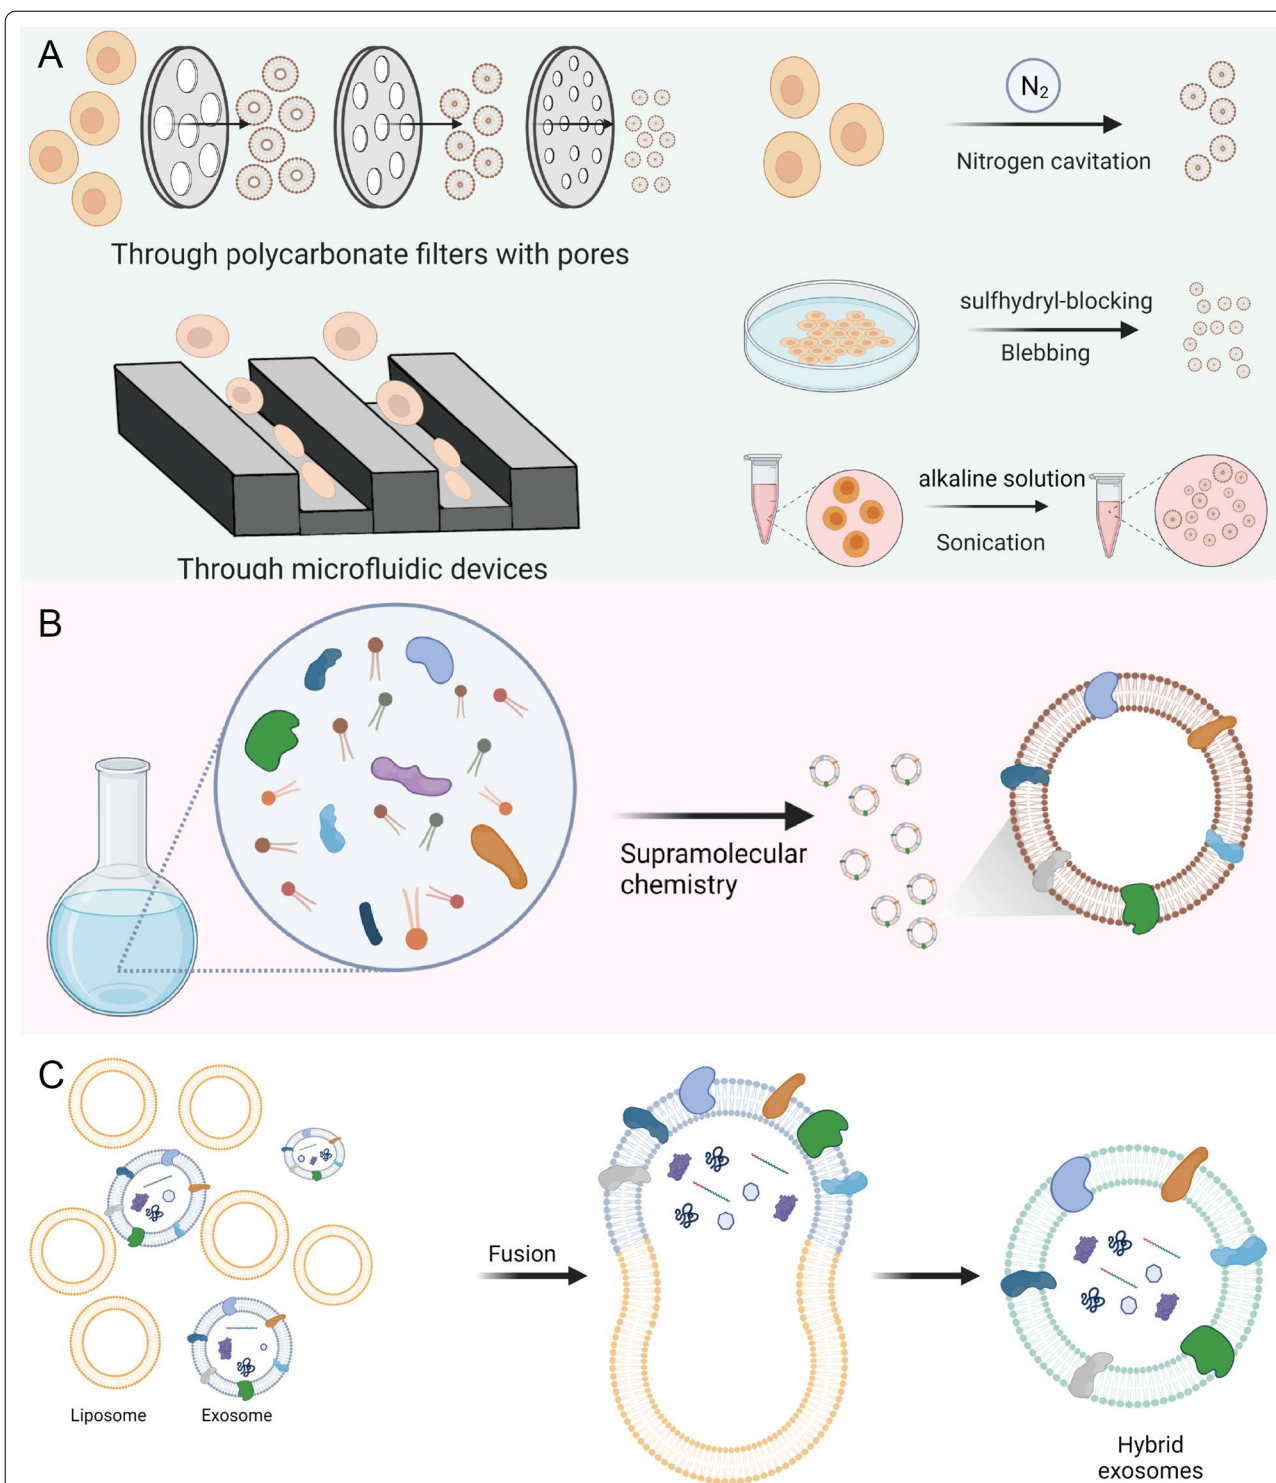 A
N2
Nitrogen cavitation
Through polycarbonate filters with pores
sulfhydryl-blocking
Blebbing
alkaline solution
Sonication
Through microfluidic devices
B
Supramolecular
chemistry
C
Fusion
Liposome
Exosome
Hybrid
exosomes